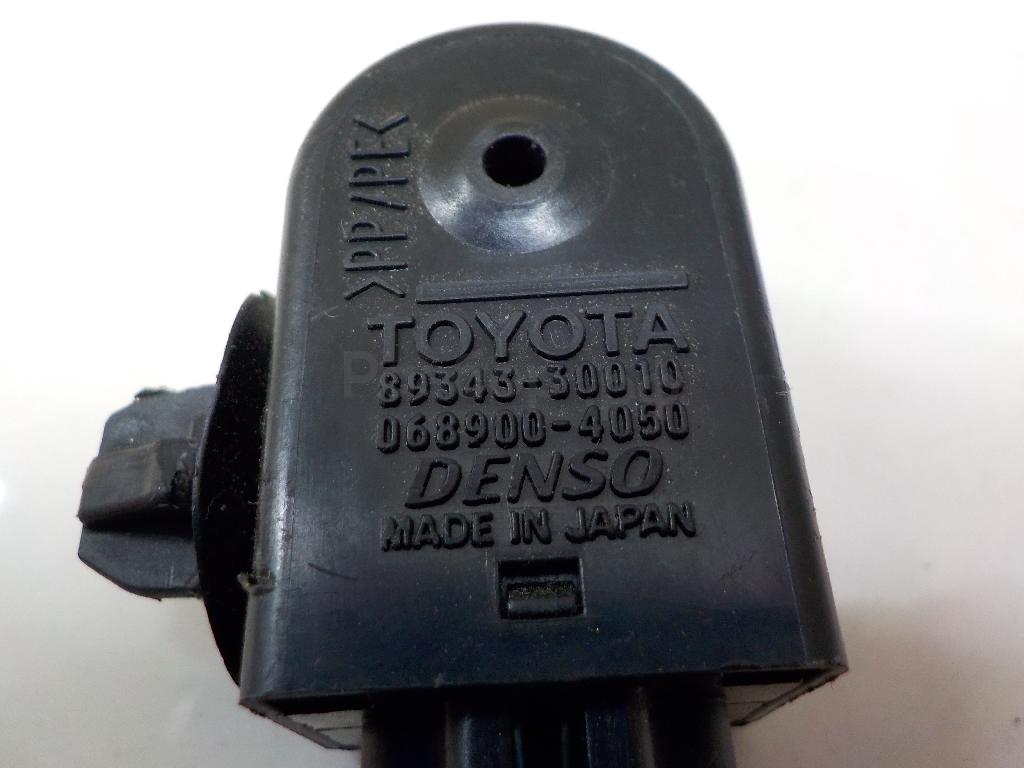 >PP/PE<
TOYOTA
89343-30010
068900-4050
DENSO
MADE IN JAPAN